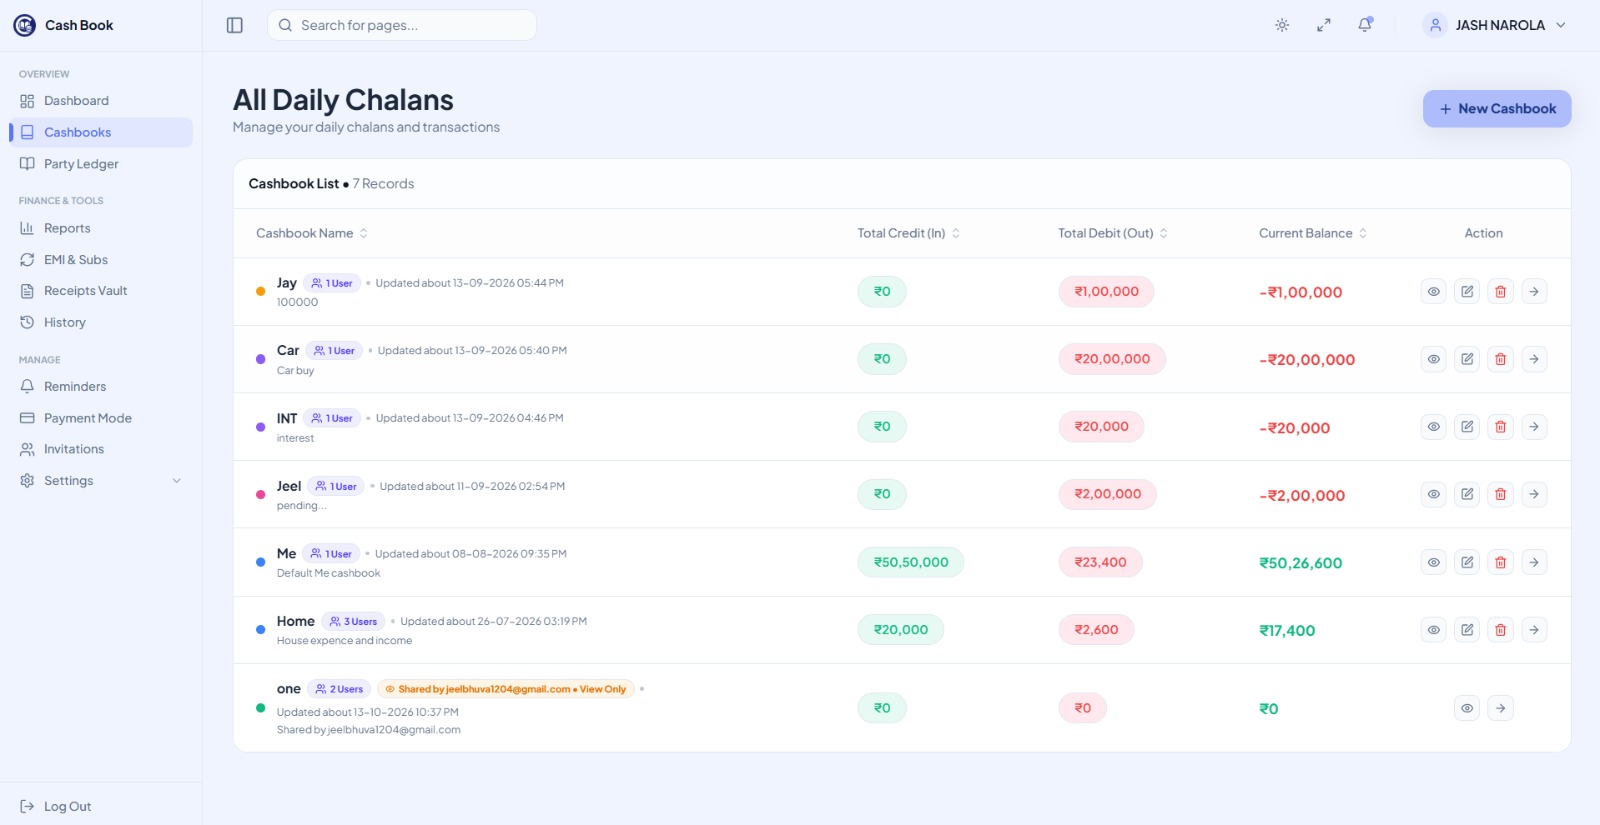 Cash Book
Search for pages...
JASH NAROLA
OVERVIEW
Dashboard
Cashbooks
Party Ledger
FINANCE & TOOLS
Reports
EMI & Subs
Receipts Vault
History
MANAGE
Reminders
Payment Mode
Invitations
Settings
Log Out
All Daily Chalans
Manage your daily chalans and transactions
+ New Cashbook
Cashbook List • 7 Records
Cashbook Name Total Credit (In) Total Debit (Out) Current Balance Action
Jay 1 User • Updated about 13-09-2026 05:44 PM
100000
₹0 ₹1,00,000 -₹1,00,000
Car 1 User • Updated about 13-09-2026 05:40 PM
Car buy
₹0 ₹20,00,000 -₹20,00,000
INT 1 User • Updated about 13-09-2026 04:46 PM
interest
₹0 ₹20,000 -₹20,000
Jeel 1 User • Updated about 11-09-2026 02:54 PM
pending...
₹0 ₹2,00,000 -₹2,00,000
Me 1 User • Updated about 08-08-2026 09:35 PM
Default Me cashbook
₹50,50,000 ₹23,400 ₹50,26,600
Home 3 Users • Updated about 26-07-2026 03:19 PM
House expence and income
₹20,000 ₹2,600 ₹17,400
one 2 Users Shared by jeelbhuva1204@gmail.com • View Only •
Updated about 13-10-2026 10:37 PM
Shared by jeelbhuva1204@gmail.com
₹0 ₹0 ₹0